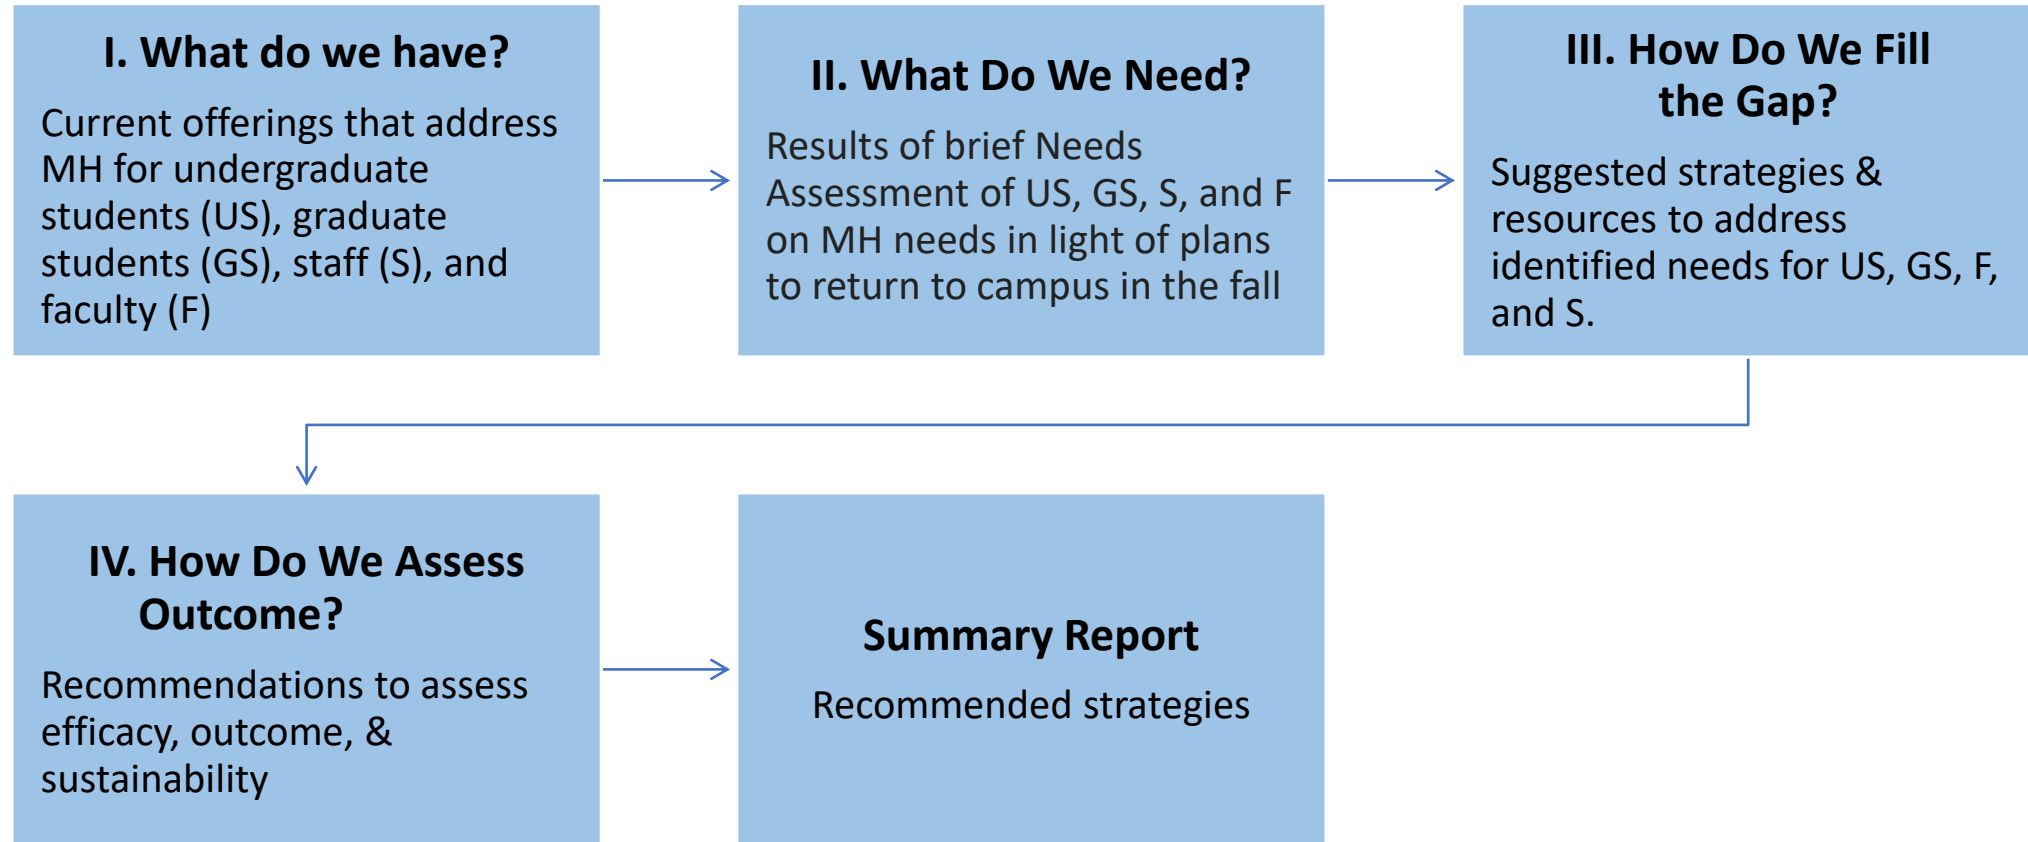 I. What do we have?
Current offerings that address
MH for undergraduate
students (US), graduate
students (GS), staff (S), and
faculty (F)
II. What Do We Need?
Results of brief Needs
Assessment of US, GS, S, and F
on MH needs in light of plans
to return to campus in the fall
III. How Do We Fill
the Gap?
Suggested strategies &
resources to address
identified needs for US, GS, F,
and S.
IV. How Do We Assess
Outcome?
Recommendations to assess
efficacy, outcome, &
sustainability
Summary Report
Recommended strategies